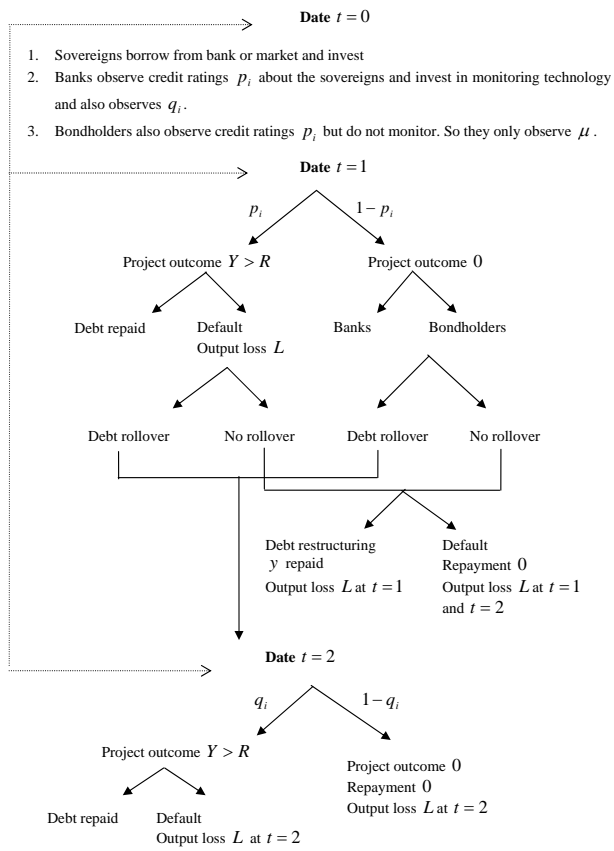 Date t = 0
1. Sovereigns borrow from bank or market and invest
2. Banks observe credit ratings p_i about the sovereigns and invest in monitoring technology
and also observes q_i .
3. Bondholders also observe credit ratings p_i but do not monitor. So they only observe μ .
Date t = 1
p_i 1 − p_i
Project outcome Y > R Project outcome 0
Debt repaid Default Banks Bondholders
Output loss L
Debt rollover No rollover Debt rollover No rollover
Debt restructuring Default
y repaid Repayment 0
Output loss L at t = 1 Output loss L at t = 1
and t = 2
Date t = 2
q_i 1 − q_i
Project outcome Y > R Project outcome 0
Repayment 0
Output loss L at t = 2
Debt repaid Default
Output loss L at t = 2